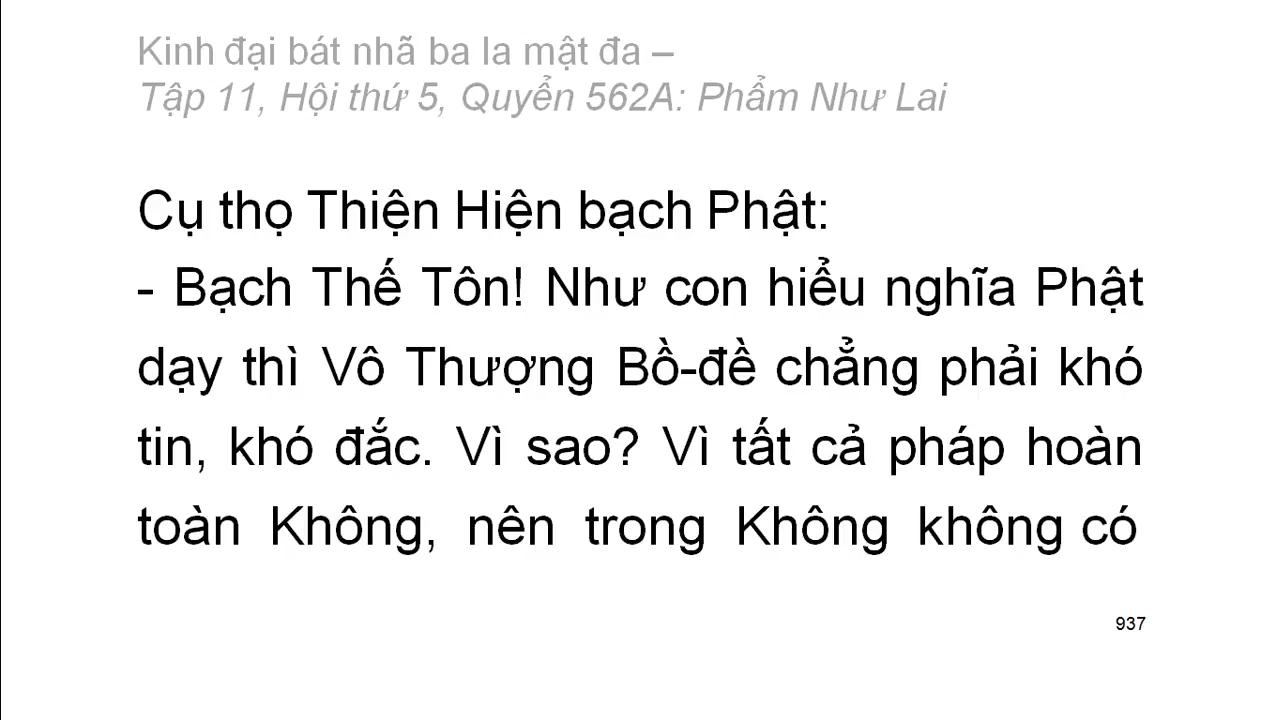 Kinh đại bát nhã ba la mật đa –
Tập 11, Hội thứ 5, Quyển 562A: Phẩm Như Lai
Cụ thọ Thiện Hiện bạch Phật:
- Bạch Thế Tôn! Như con hiểu nghĩa Phật
dạy thì Vô Thượng Bồ-đề chẳng phải khó
tin, khó đắc. Vì sao? Vì tất cả pháp hoàn
toàn Không, nên trong Không không có
937